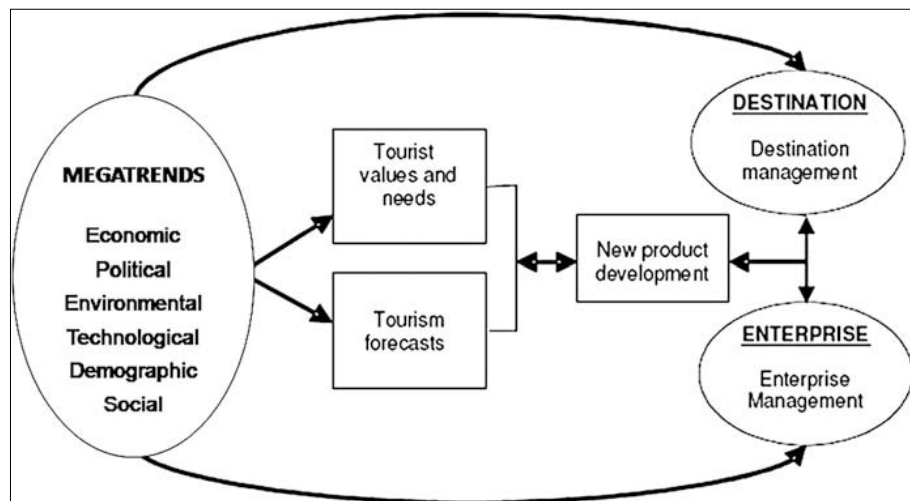 MEGATRENDS
Economic
Political
Environmental
Technological
Demographic
Social
Tourist
values and
needs
Tourism
forecasts
New product
development
DESTINATION
Destination
management
ENTERPRISE
Enterprise
Management